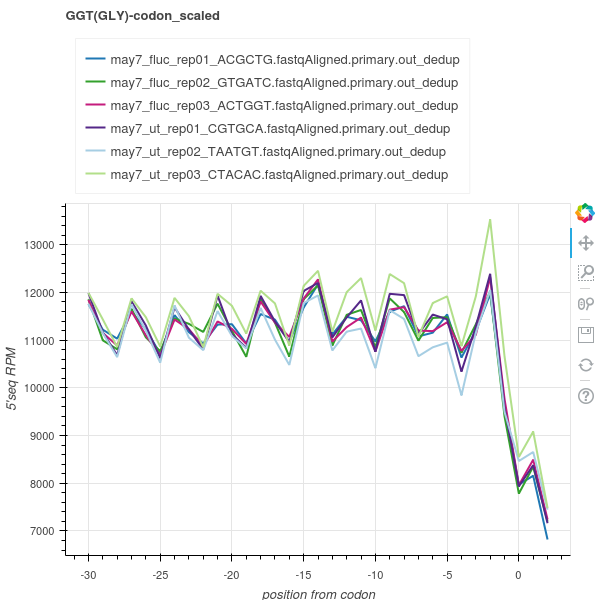 GGT(GLY)-codon_scaled
may7_fluc_rep01_ACGCTG.fastqAligned.primary.out_dedup
may7_fluc_rep02_GTGATC.fastqAligned.primary.out_dedup
may7_fluc_rep03_ACTGGT.fastqAligned.primary.out_dedup
may7_ut_rep01_CGTGCA.fastqAligned.primary.out_dedup
may7_ut_rep02_TAATGT.fastqAligned.primary.out_dedup
may7_ut_rep03_CTACAC.fastqAligned.primary.out_dedup
13000
12000
11000
10000
9000
8000
7000
5'seq RPM
-30
-25
-20
-15
-10
-5
0
position from codon